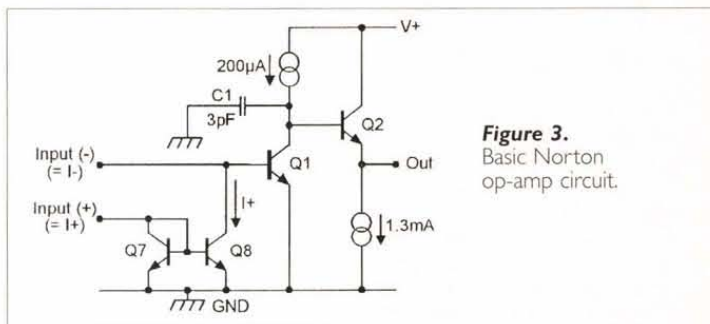 V+
200µA
C1
3pF
Q2
Input (-)
(= I-)
Q1
Out
Input (+)
(= I+)
I+
1.3mA
Q7
Q8
GND
Figure 3.
Basic Norton
op-amp circuit.